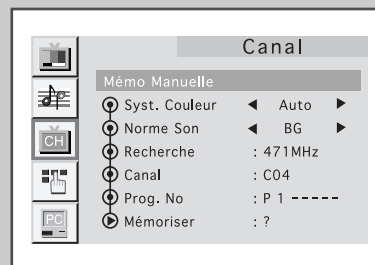 Canal
Mémo Manuelle
Syst. Couleur ◀ Auto ▶
Norme Son ◀ BG ▶
Recherche : 471MHz
CH
Canal : C04
Prog. No : P 1 -----
Mémoriser : ?
PC